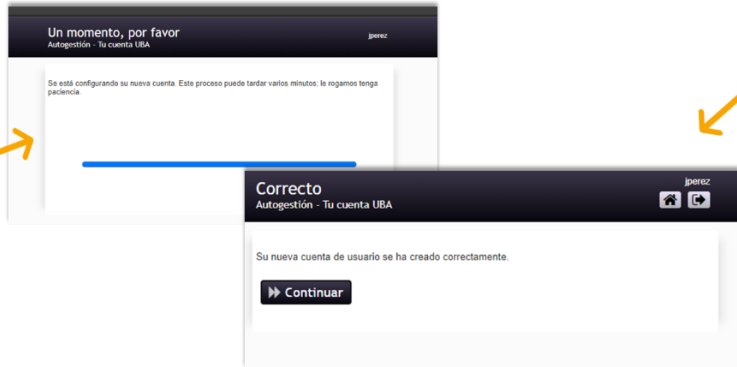 Un momento, por favor
Autogestión - Tu cuenta UBA
jperez
Se está configurando su nueva cuenta. Este proceso puede tardar varios minutos; le rogamos tenga
paciencia.
Correcto
Autogestión - Tu cuenta UBA
jperez
Su nueva cuenta de usuario se ha creado correctamente.
Continuar